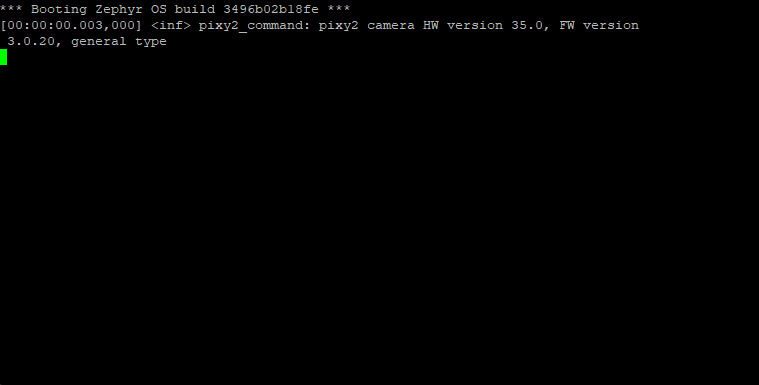 *** Booting Zephyr OS build 3496b02b18fe ***
[00:00:00.003,000] <inf> pixy2_command: pixy2 camera HW version 35.0, FW version
3.0.20, general type